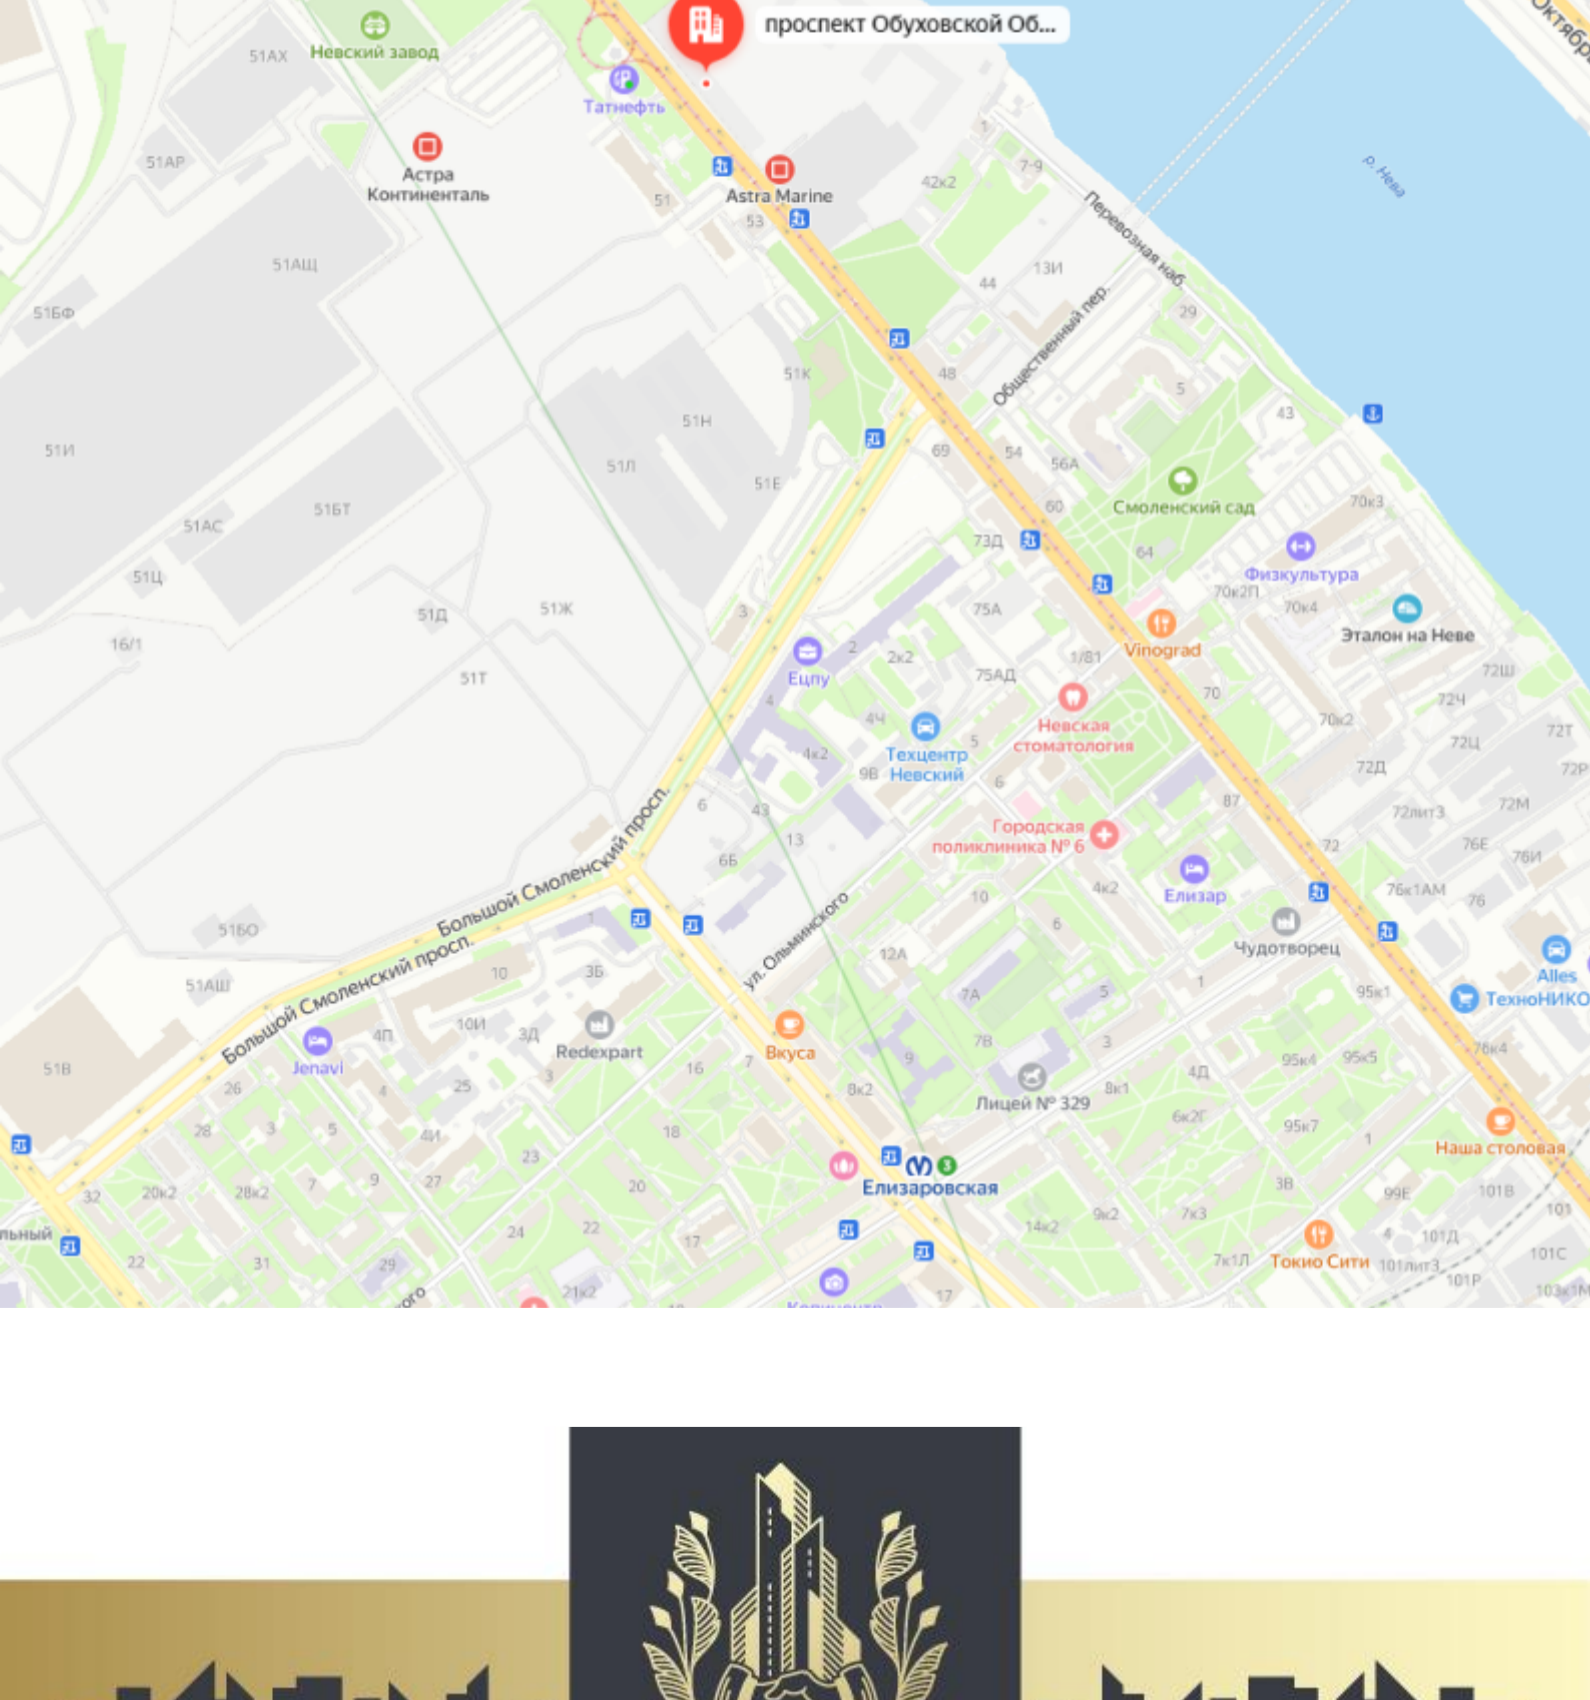 проспект Обуховской Об...
51АХ
Невский завод
Татнефть
51АР
Астра
Континенталь
51
Astra Marine
53
42к2
1
7-9
р. Нева
Перевозная наб.
51АЩ
44
13И
51БФ
29
Общественный пер.
51К
48
5
43
51Н
51И
51Л
69
54
56А
51Е
Смоленский сад
70к3
51БТ
51АС
60
73Д
64
Физкультура
51Ц
70к2П
70к4
51Д
51Ж
3
75А
Эталон на Неве
16/1
2
2к2
1/81
Vinograd
Ецпу
75АД
72Ш
51Т
4
70
72Ч
4Ч
Невская
стоматология
70к2
72Т
5
72Ц
4к2
Техцентр
Невский
9В
72Д
72Р
6
6
43
87
72М
72лит3
Городская
поликлиника № 6
13
72
76Е
6Б
76И
Большой Смоленский просп.
4к2
Елизар
76к1АМ
10
76
ул. Ольминского
51БО
1
6
Чудотворец
12А
Большой Смоленский просп.
10
3Б
Alles
51АШ
1
7А
5
95к1
ТехноНИКО
10И
4П
3Д
Redexpart
Вкуса
7В
3
76к4
51В
Jenavi
16
7
9
95к4
95к5
3
4Д
26
4
25
8к2
8к1
Лицей № 329
6к2Г
28
3
5
4И
18
95к7
1
Наша столовая
23
3
Елизаровская
32
20к2
28к2
7
9
27
20
3В
99Е
101В
101
льный
24
22
14к2
9к2
7к3
17
4
101Д
22
31
29
7к1Л
Токио Сити
101лит3
101С
101Р
21к2
17
103к1М